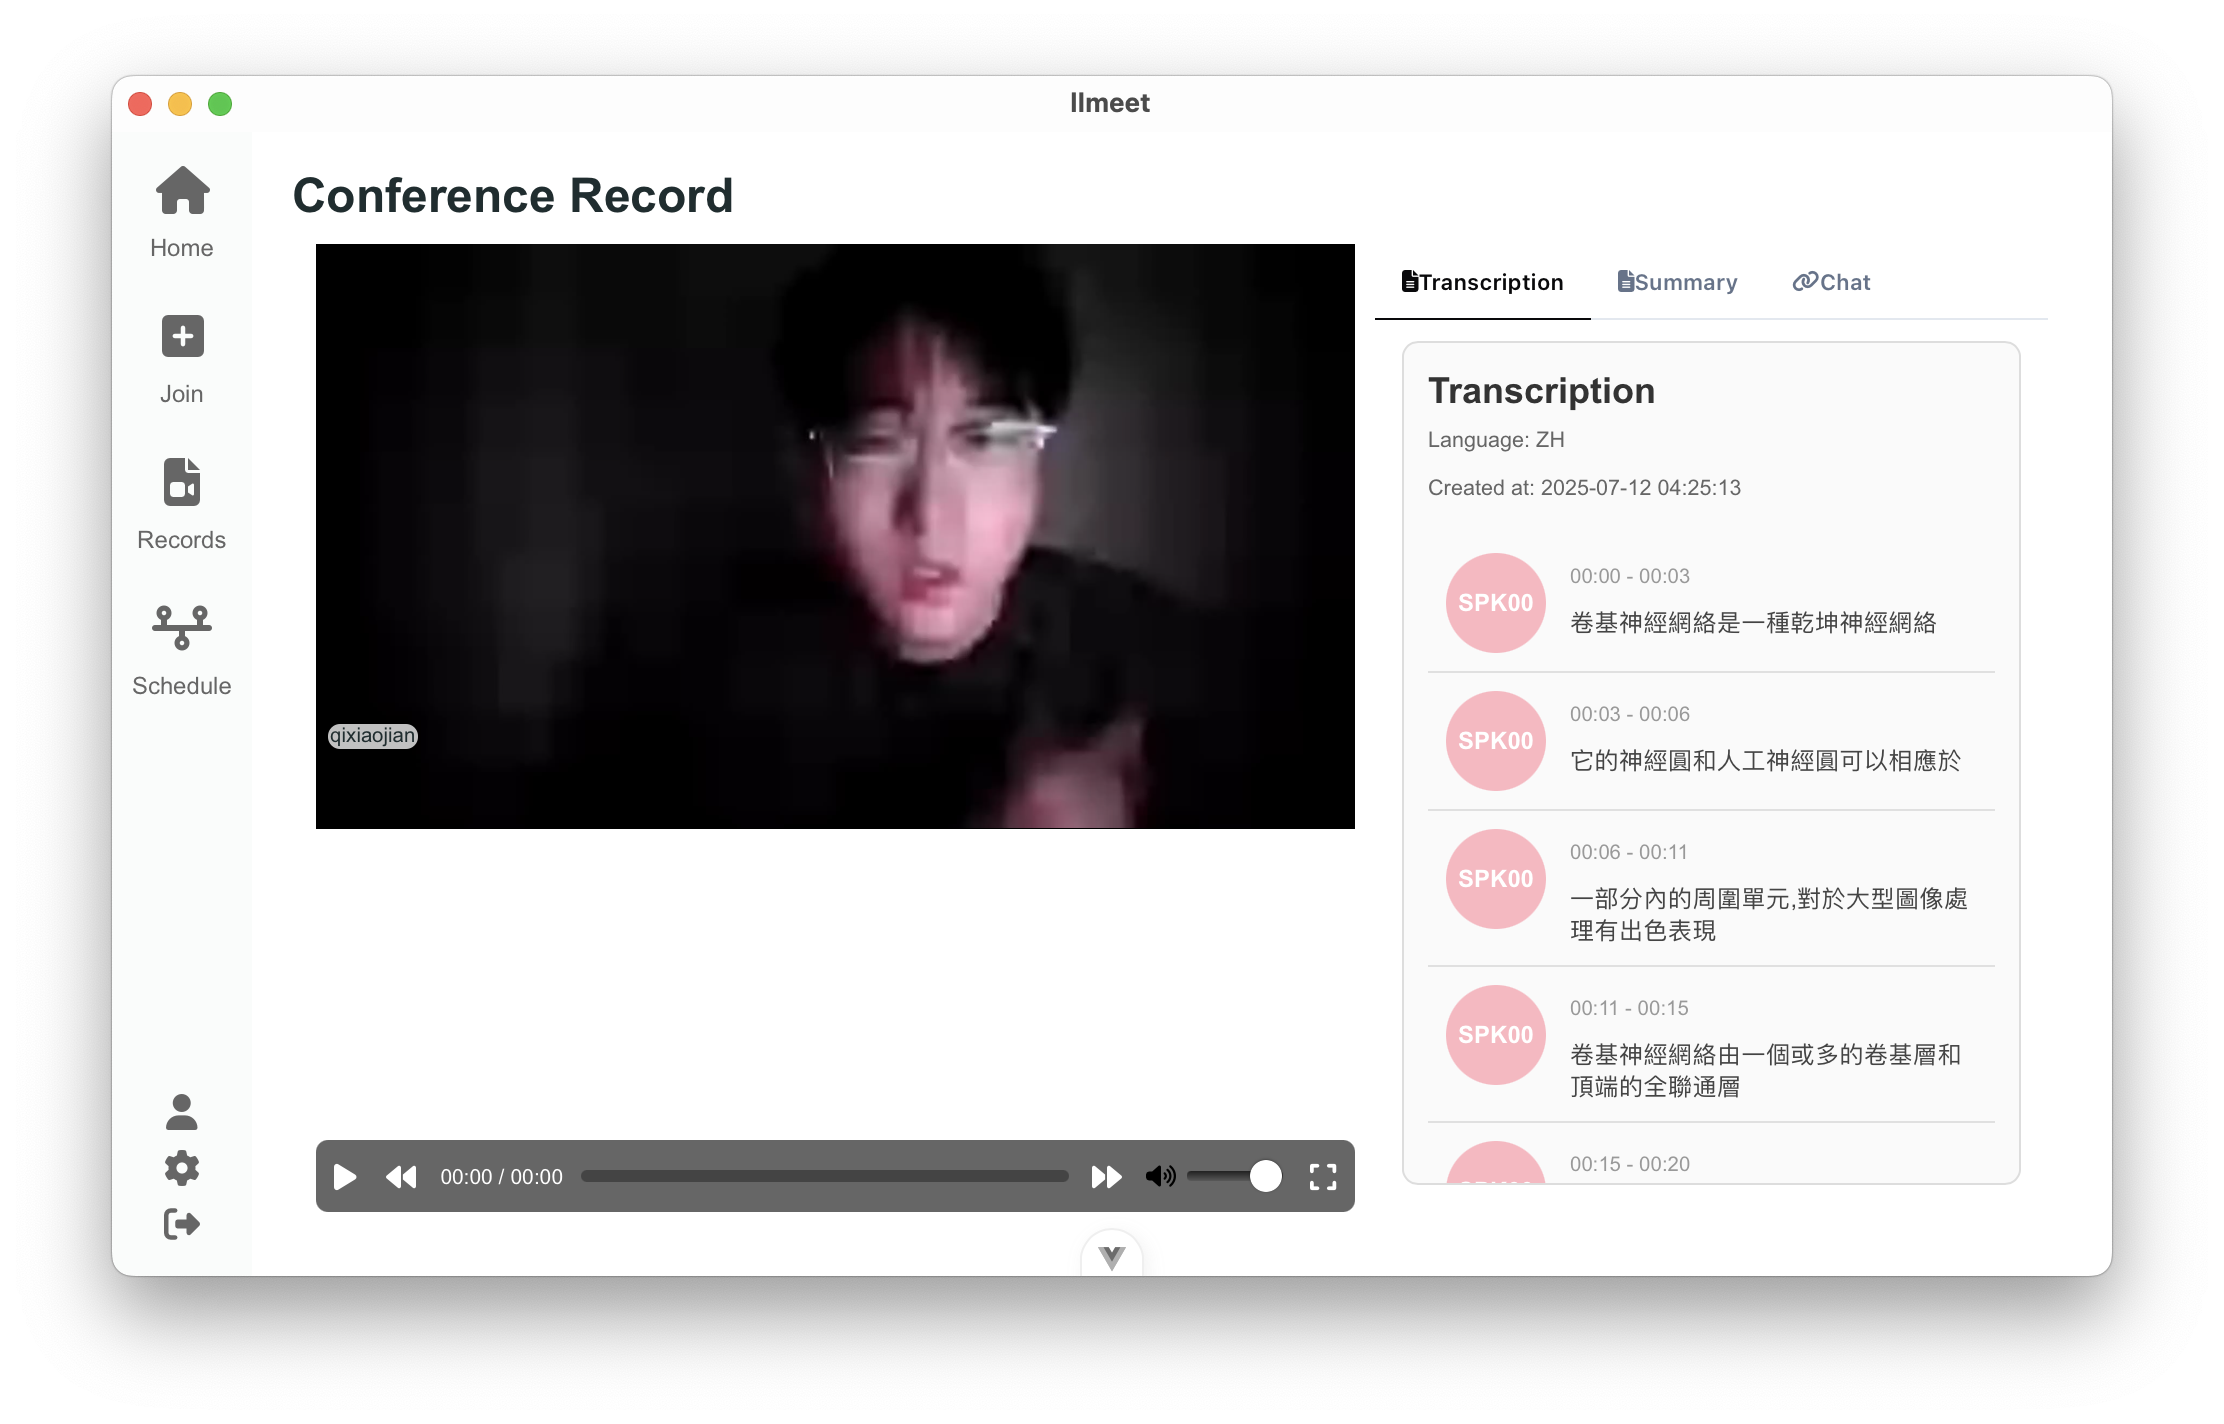 llmeet
Home
Join
Records
Schedule
Conference Record
qixiaojian
00:00 / 00:00
Transcription
Summary
Chat
Transcription
Language: ZH
Created at: 2025-07-12 04:25:13
SPK00
00:00 - 00:03
卷基神經網絡是一種乾坤神經網絡
SPK00
00:03 - 00:06
它的神經圓和人工神經圓可以相應於
SPK00
00:06 - 00:11
一部分內的周圍單元,對於大型圖像處
理有出色表現
SPK00
00:11 - 00:15
卷基神經網絡由一個或多的卷基層和
頂端的全聯通層
00:15 - 00:20